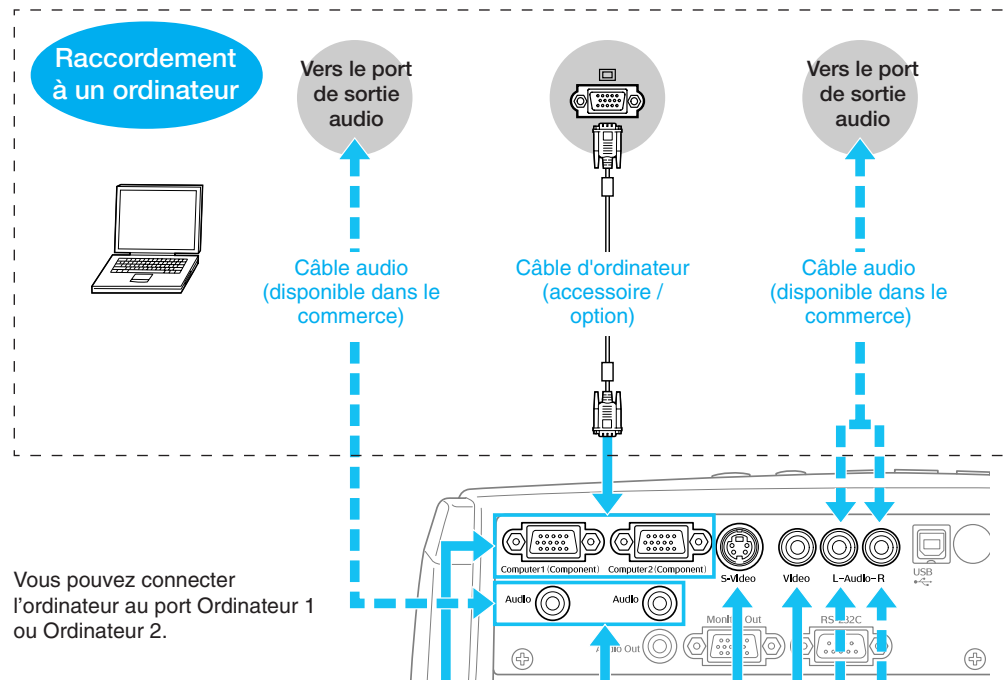 Raccordement
à un ordinateur
Vers le port
de sortie
audio
Vers le port
de sortie
audio
Câble audio
(disponible dans le
commerce)
Câble d'ordinateur
(accessoire /
option)
Câble audio
(disponible dans le
commerce)
Vous pouvez connecter
l'ordinateur au port Ordinateur 1
ou Ordinateur 2.
Computer1 (Component)
Computer2 (Component)
S-Video
Video
L-Audio-R
USB
Audio
Audio
Monitor Out
RS-232C
Audio Out